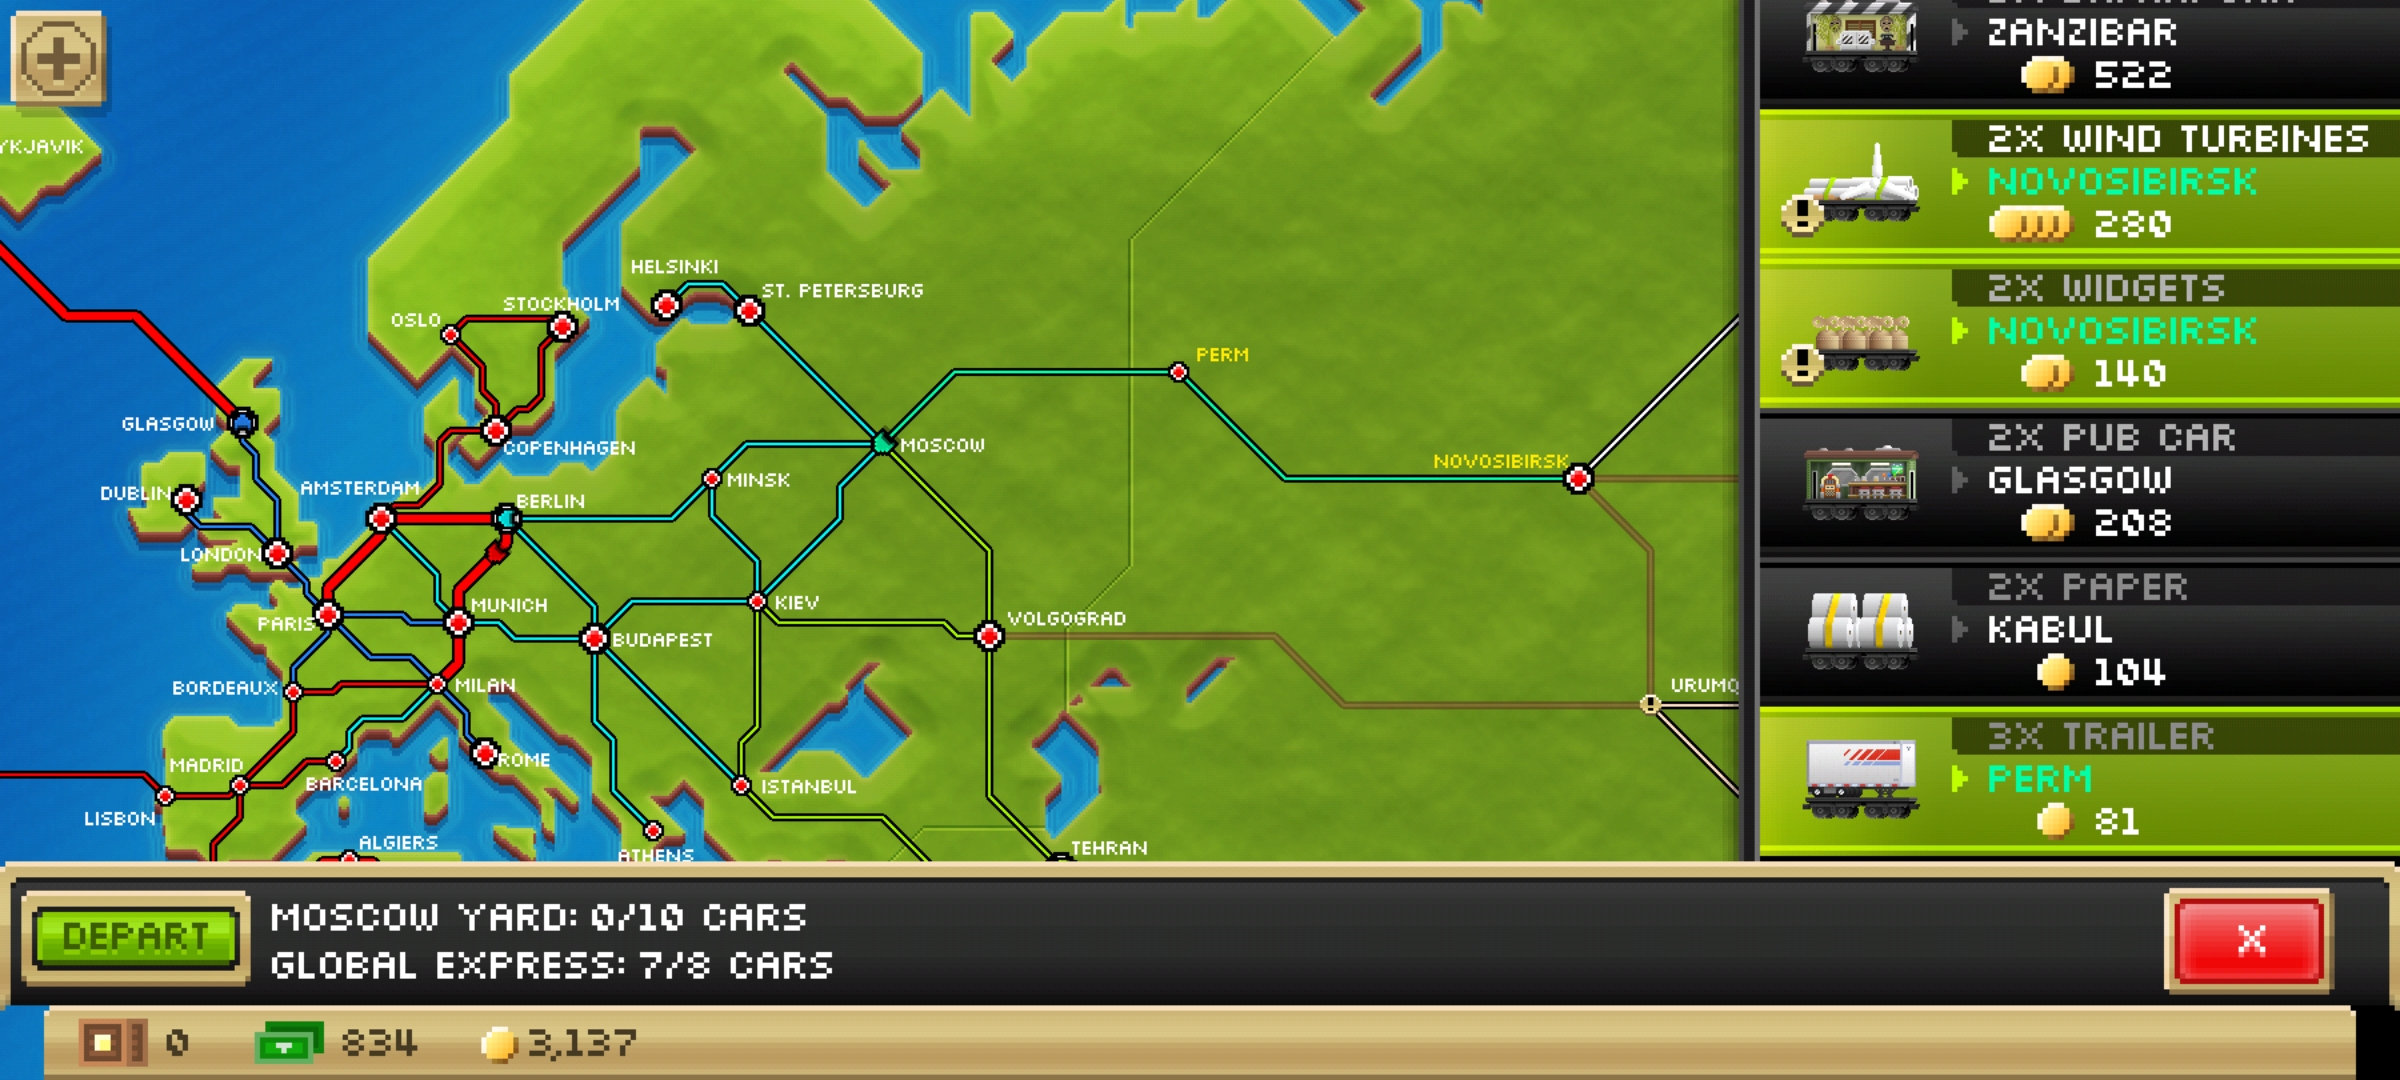 ZANZIBAR
522
2X WIND TURBINES
NOVOSIBIRSK
280
2X WIDGETS
NOVOSIBIRSK
140
2X PUB CAR
GLASGOW
208
2X PAPER
KABUL
104
3X TRAILER
PERM
81
YKJAVIK
HELSINKI
ST. PETERSBURG
STOCKHOLM
OSLO
PERM
GLASGOW
COPENHAGEN
MOSCOW
NOVOSIBIRSK
MINSK
DUBLIN
AMSTERDAM
BERLIN
LONDON
MUNICH
KIEV
PARIS
BUDAPEST
VOLGOGRAD
BORDEAUX
MILAN
URUMQ
MADRID
ROME
BARCELONA
ISTANBUL
LISBON
ALGIERS
ATHENS
TEHRAN
DEPART
MOSCOW YARD: 0/10 CARS
GLOBAL EXPRESS: 7/8 CARS
X
0
834
3,137